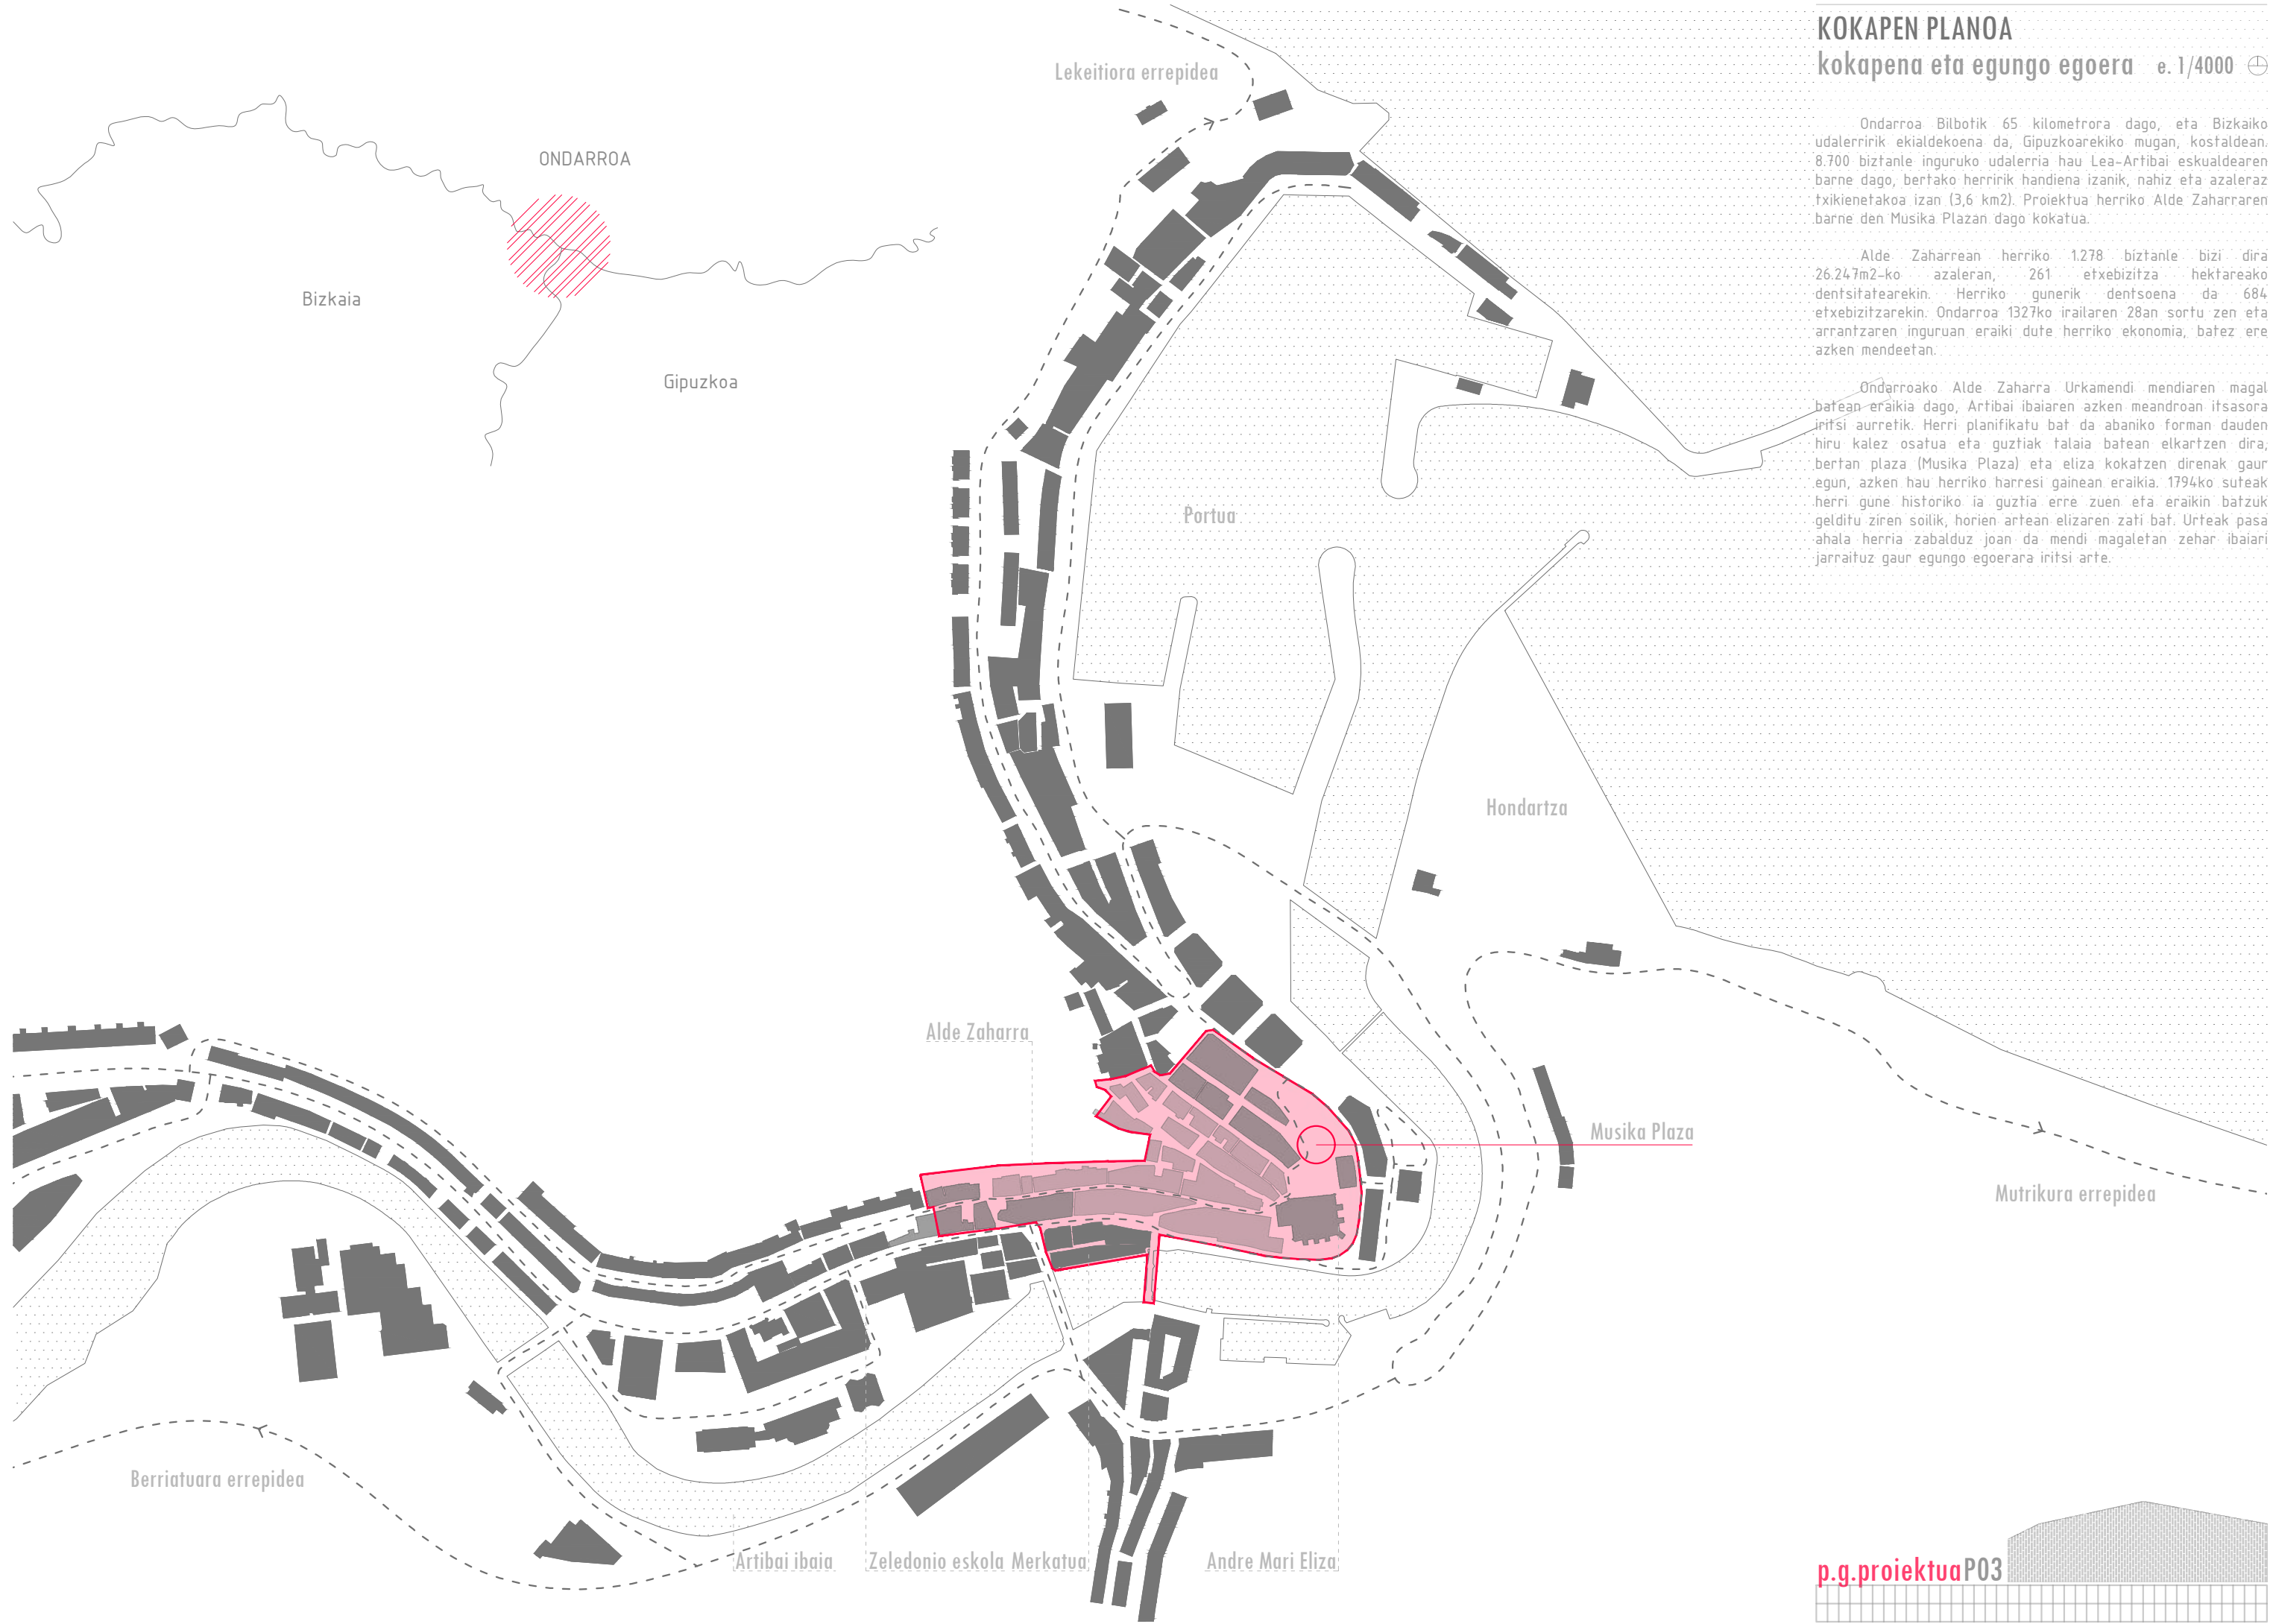 KOKAPEN PLANOA
kokapena eta egungo egoera e. 1/4000
Ondarroa Bilbotik 65 kilometrora dago, eta Bizkaiko
udalerririk ekialdekoena da, Gipuzkoarekiko mugan, kostaldean.
8.700 biztanle inguruko udalerria hau Lea-Artibai eskualdearen
barne dago, bertako herririk handiena izanik, nahiz eta azaleraz
txikienetakoa izan (3,6 km2). Proiektua herriko Alde Zaharraren
barne den Musika Plazan dago kokatua.
Alde Zaharrean herriko 1.278 biztanle bizi dira
26.247m2-ko azaleran, 261 etxebizitza hektareako
dentsitatearekin. Herriko gunerik dentsoena da 684
etxebizitzarekin. Ondarroa 1327ko irailaren 28an sortu zen eta
arrantzaren inguruan eraiki dute herriko ekonomia, batez ere
azken mendeetan.
Ondarroako Alde Zaharra Urkamendi mendiaren magal
batean eraikia dago, Artibai ibaiaren azken meandroan itsasora
iritsi aurretik. Herri planifikatu bat da abaniko forman dauden
hiru kalez osatua eta guztiak talaia batean elkartzen dira,
bertan plaza (Musika Plaza) eta eliza kokatzen direnak gaur
egun, azken hau herriko harresi gainean eraikia. 1794ko suteak
herri gune historiko ia guztia erre zuen eta eraikin batzuk
gelditu ziren soilik, horien artean elizaren zati bat. Urteak pasa
ahala herria zabalduz joan da mendi magaletan zehar ibaiari
jarraituz gaur egungo egoerara iritsi arte.
Lekeitiora errepidea
ONDARROA
Bizkaia
Gipuzkoa
Portua
Hondartza
Alde Zaharra
Musika Plaza
Mutrikura errepidea
Berriatuara errepidea
Artibai ibaia
Zeledonio eskola
Merkatua
Andre Mari Eliza
p.g.proiektuaP03